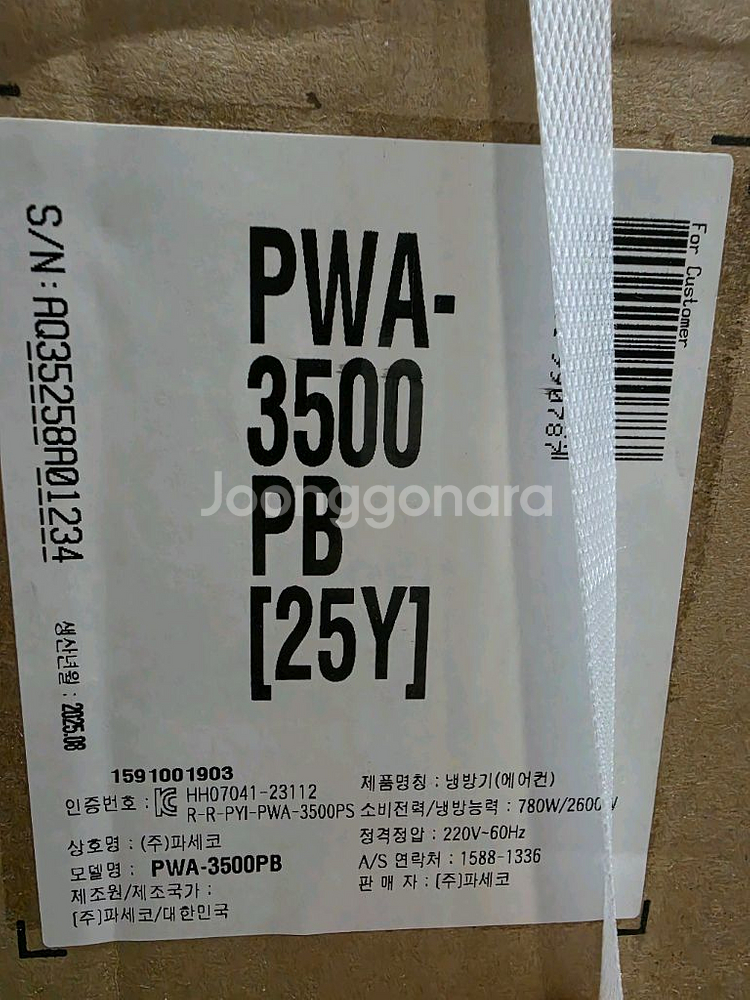 PWA-
3500
PB
[25Y]
S/N: AQ35258A01234
생산년월 : 2025.08
For Customer
Joonggonara
1591001903
인증번호 : HH07041-23112
R-R-PYI-PWA-3500PS
상호명 : (주)파세코
모델명 : PWA-3500PB
제조원/제조국가 :
(주)파세코/대한민국
제품명칭 : 냉방기(에어컨)
소비전력/냉방능력 : 780W/2600W
정격정압 : 220V~60Hz
A/S 연락처 : 1588-1336
판 매 자 : (주)파세코